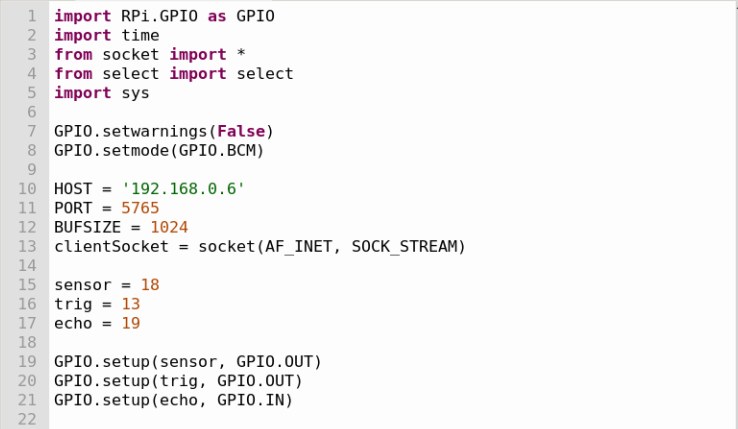 1 import RPi.GPIO as GPIO
2 import time
3 from socket import *
4 from select import select
5 import sys
6
7 GPIO.setwarnings(False)
8 GPIO.setmode(GPIO.BCM)
9
10 HOST = '192.168.0.6'
11 PORT = 5765
12 BUFSIZE = 1024
13 clientSocket = socket(AF_INET, SOCK_STREAM)
14
15 sensor = 18
16 trig = 13
17 echo = 19
18
19 GPIO.setup(sensor, GPIO.OUT)
20 GPIO.setup(trig, GPIO.OUT)
21 GPIO.setup(echo, GPIO.IN)
22